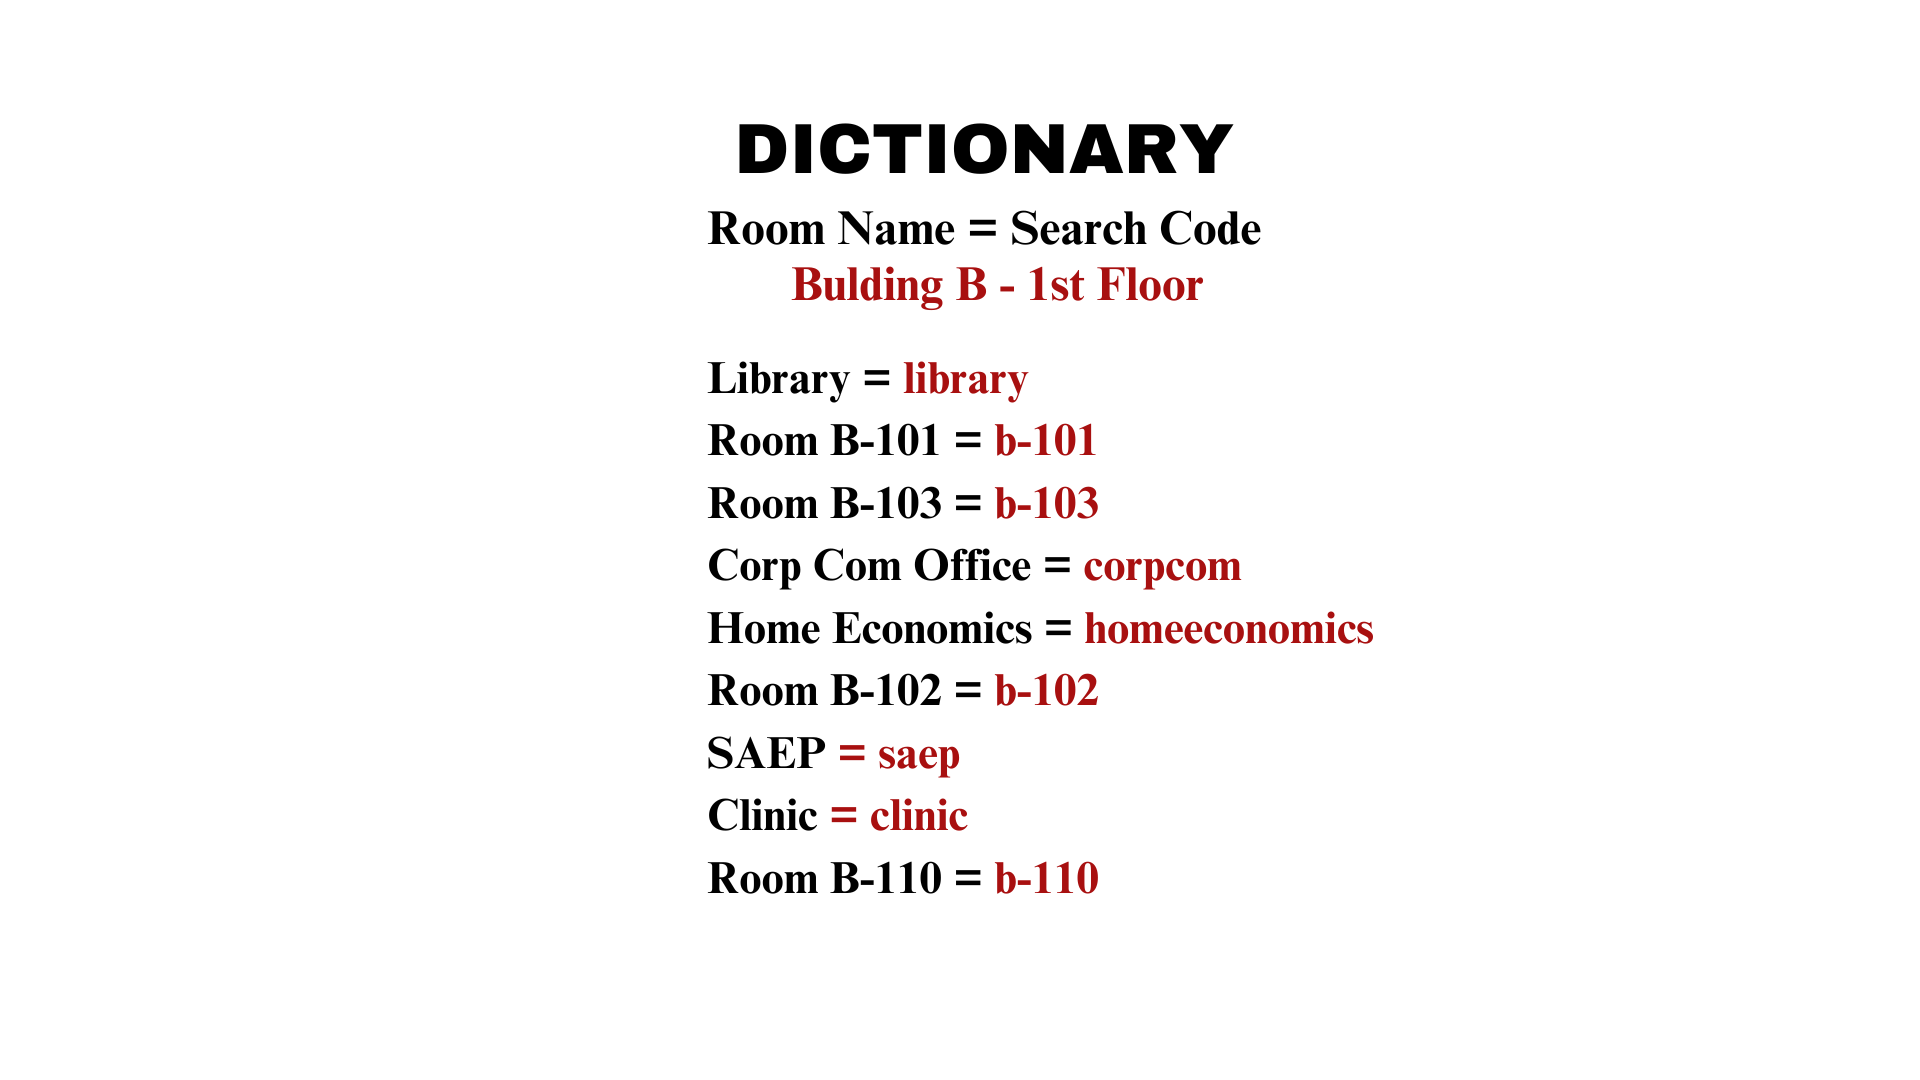 DICTIONARY
Room Name = Search Code
Bulding B - 1st Floor
Library = library
Room B-101 = b-101
Room B-103 = b-103
Corp Com Office = corpcom
Home Economics = homeeconomics
Room B-102 = b-102
SAEP = saep
Clinic = clinic
Room B-110 = b-110